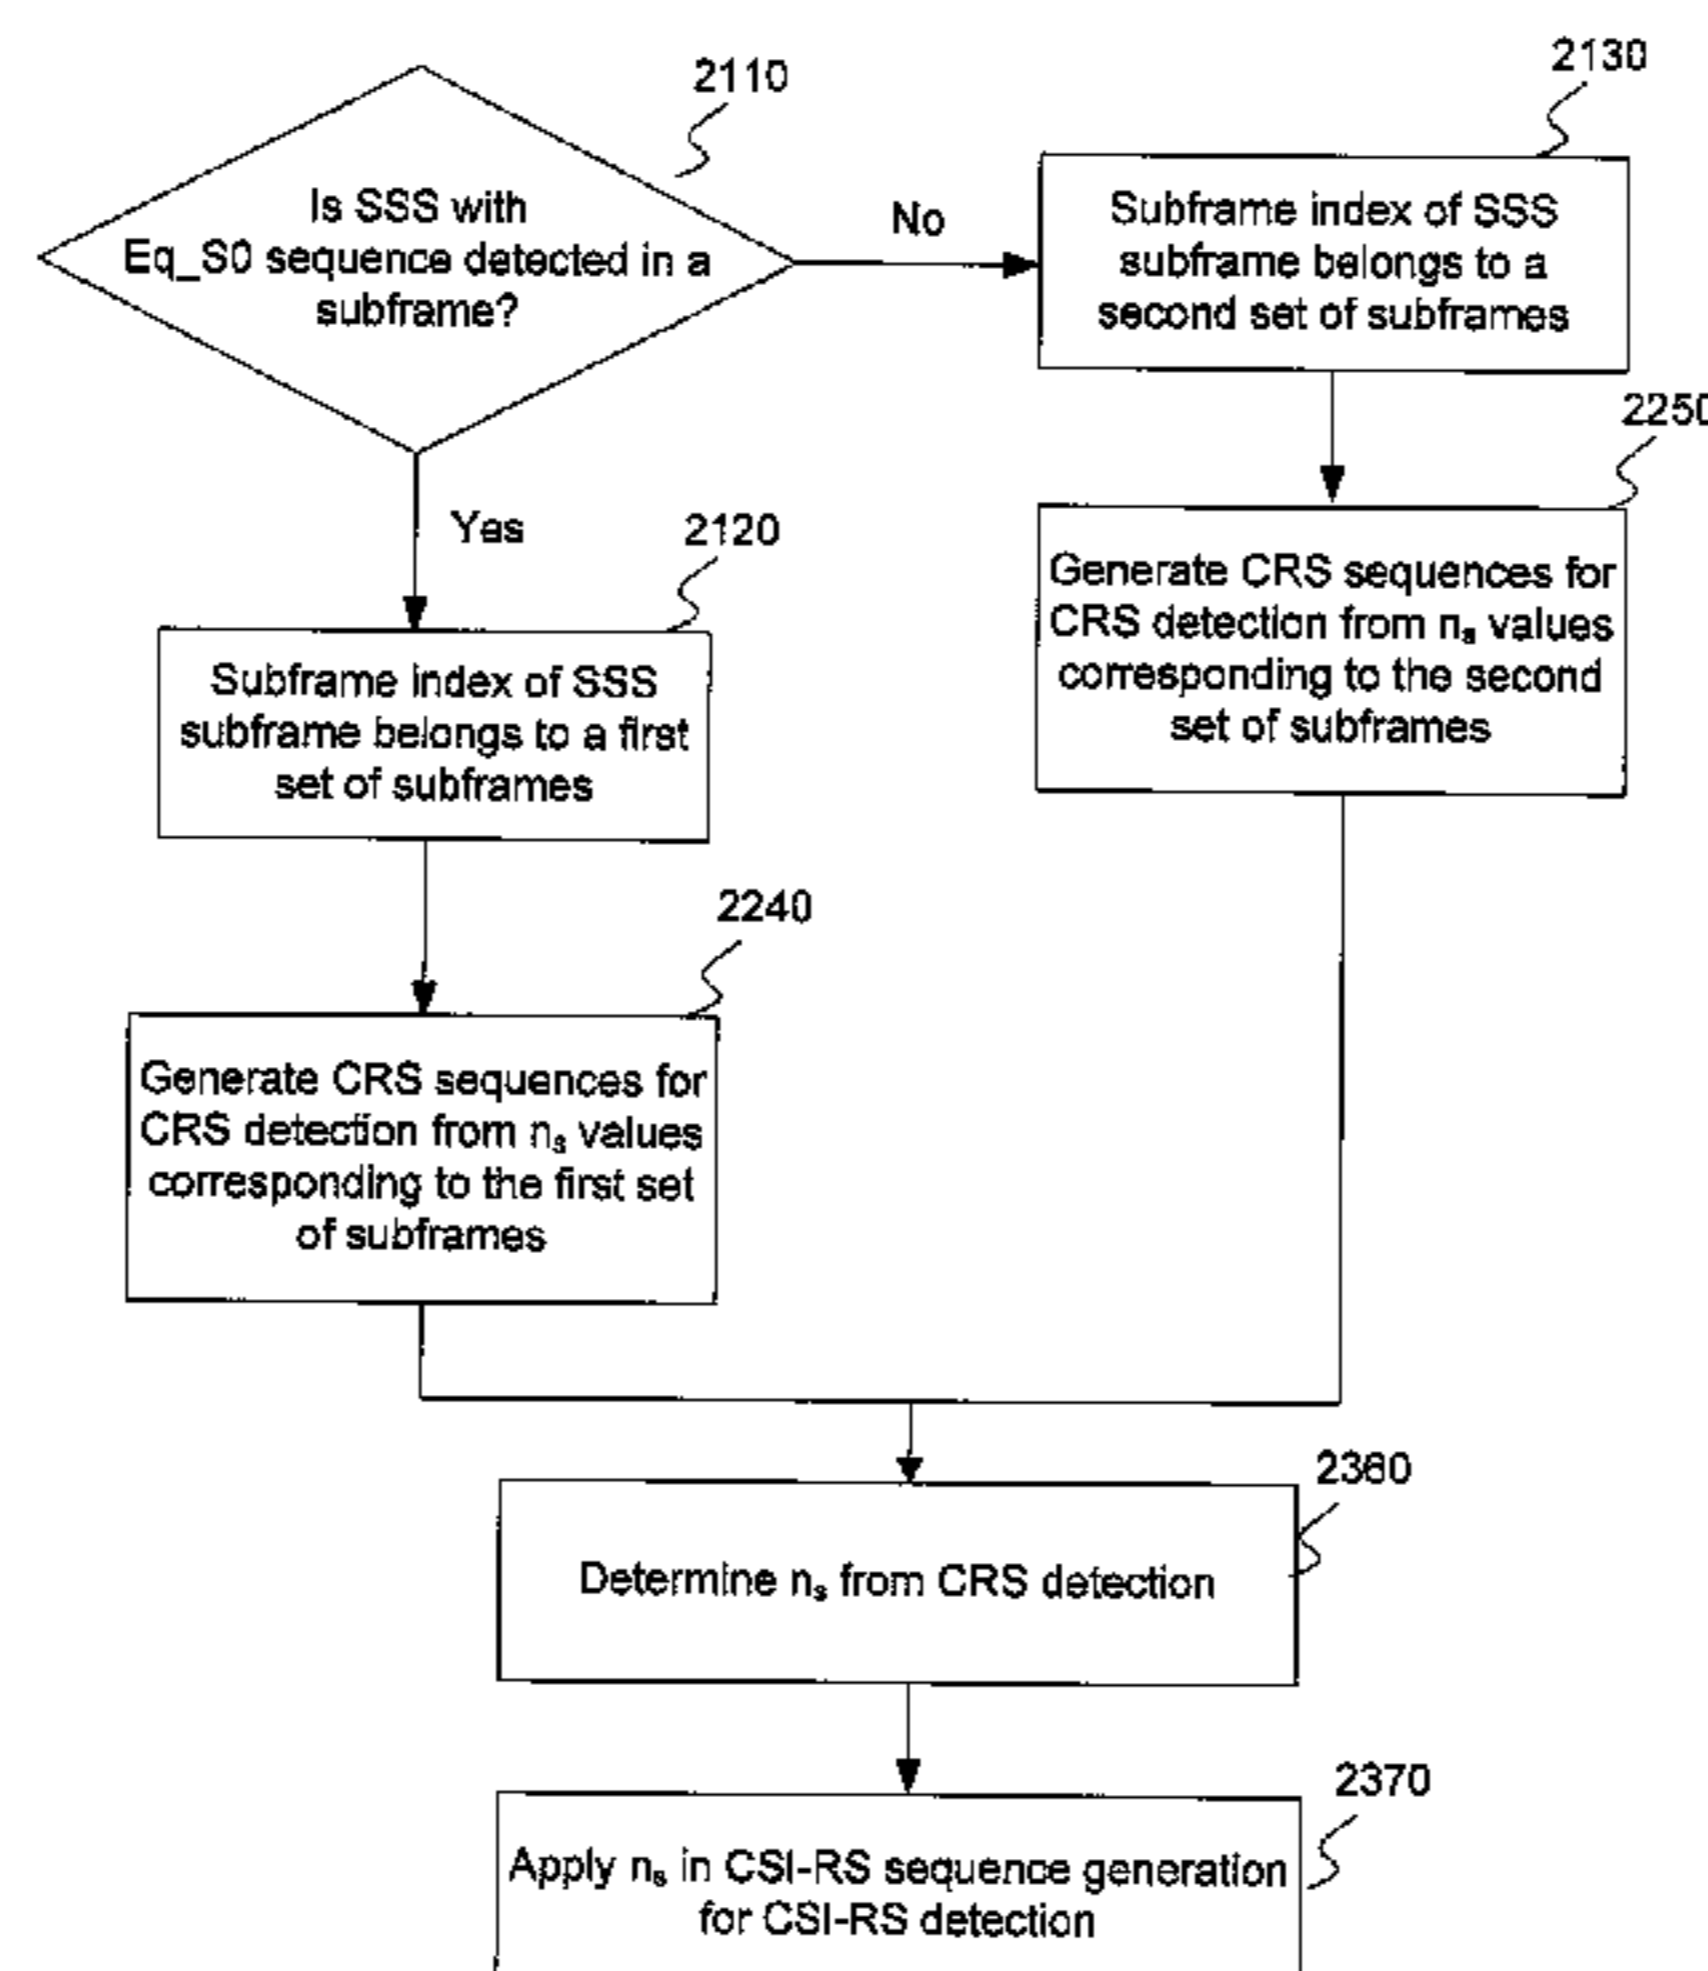 2110
Is SSS with
Eq_S0 sequence detected in a
subframe?
No
2130
Subframe index of SSS
subframe belongs to a
second set of subframes
2250
Generate CRS sequences for
CRS detection from ns values
corresponding to the second
set of subframes
Yes
2120
Subframe index of SSS
subframe belongs to a first
set of subframes
2240
Generate CRS sequences for
CRS detection from ns values
corresponding to the first set
of subframes
2360
Determine ns from CRS detection
2370
Apply ns in CSI-RS sequence generation
for CSI-RS detection